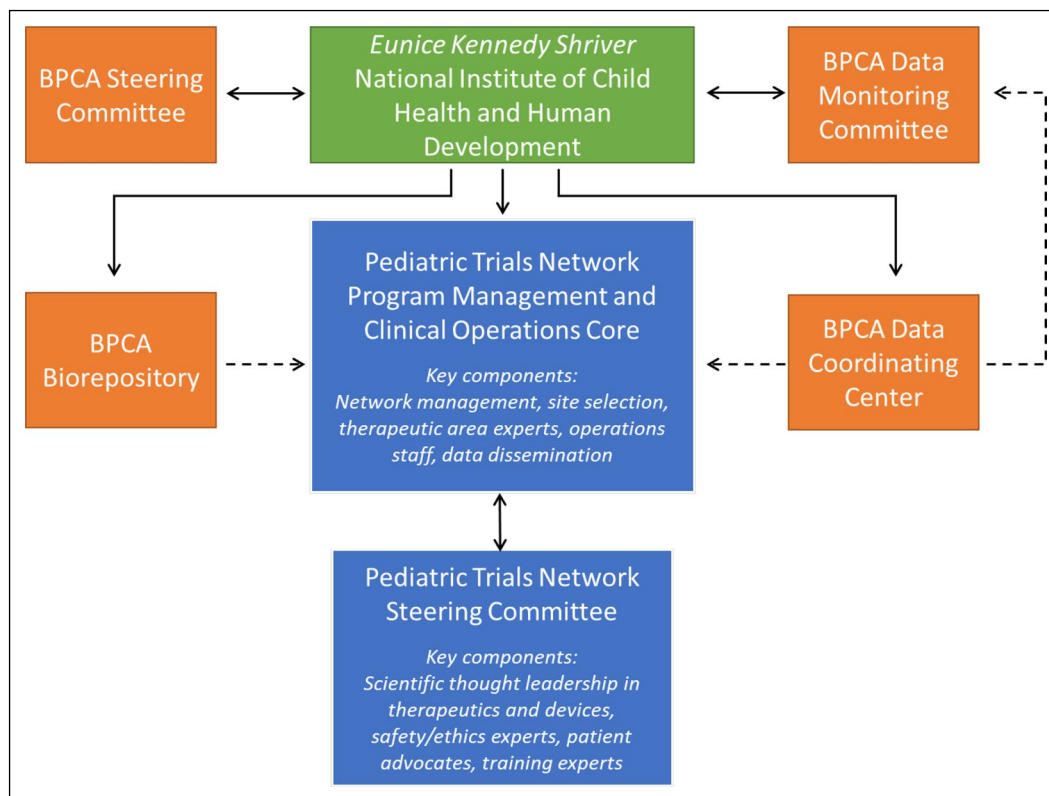 BPCA Steering
Committee
Eunice Kennedy Shriver
National Institute of Child
Health and Human
Development
BPCA Data
Monitoring
Committee
Pediatric Trials Network
Program Management and
Clinical Operations Core
Key components:
Network management, site selection,
therapeutic area experts, operations
staff, data dissemination
BPCA
Biorepository
BPCA Data
Coordinating
Center
Pediatric Trials Network
Steering Committee
Key components:
Scientific thought leadership in
therapeutics and devices,
safety/ethics experts, patient
advocates, training experts